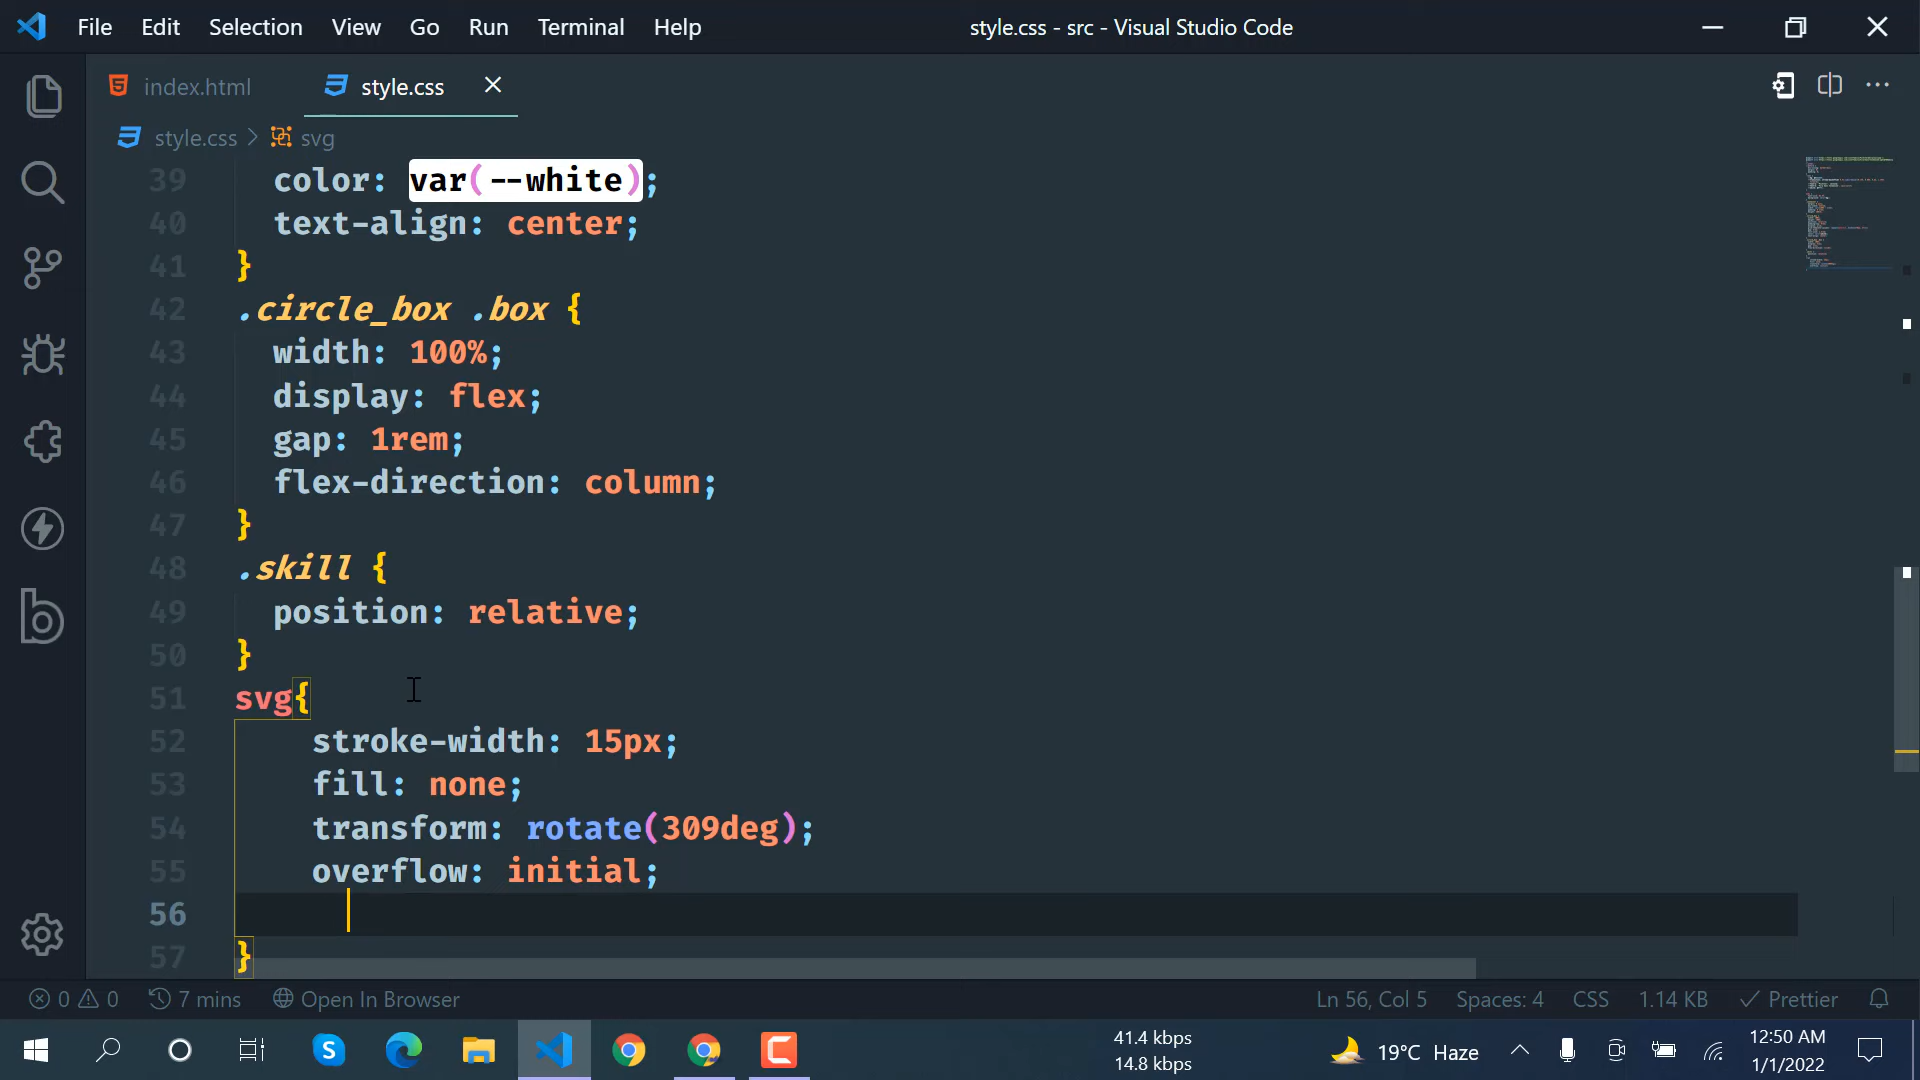 File Edit Selection View Go Run Terminal Help style.css - src - Visual Studio Code
index.html style.css
style.css > svg
39 color: var(--white);
40 text-align: center;
41 }
42 .circle_box .box {
43 width: 100%;
44 display: flex;
45 gap: 1rem;
46 flex-direction: column;
47 }
48 .skill {
49 position: relative;
50 }
51 svg{
52 stroke-width: 15px;
53 fill: none;
54 transform: rotate(309deg);
55 overflow: initial;
56
57 }
0 0 7 mins Open In Browser Ln 56, Col 5 Spaces: 4 CSS 1.14 KB Prettier
41.4 kbps
14.8 kbps
19°C Haze
12:50 AM
1/1/2022